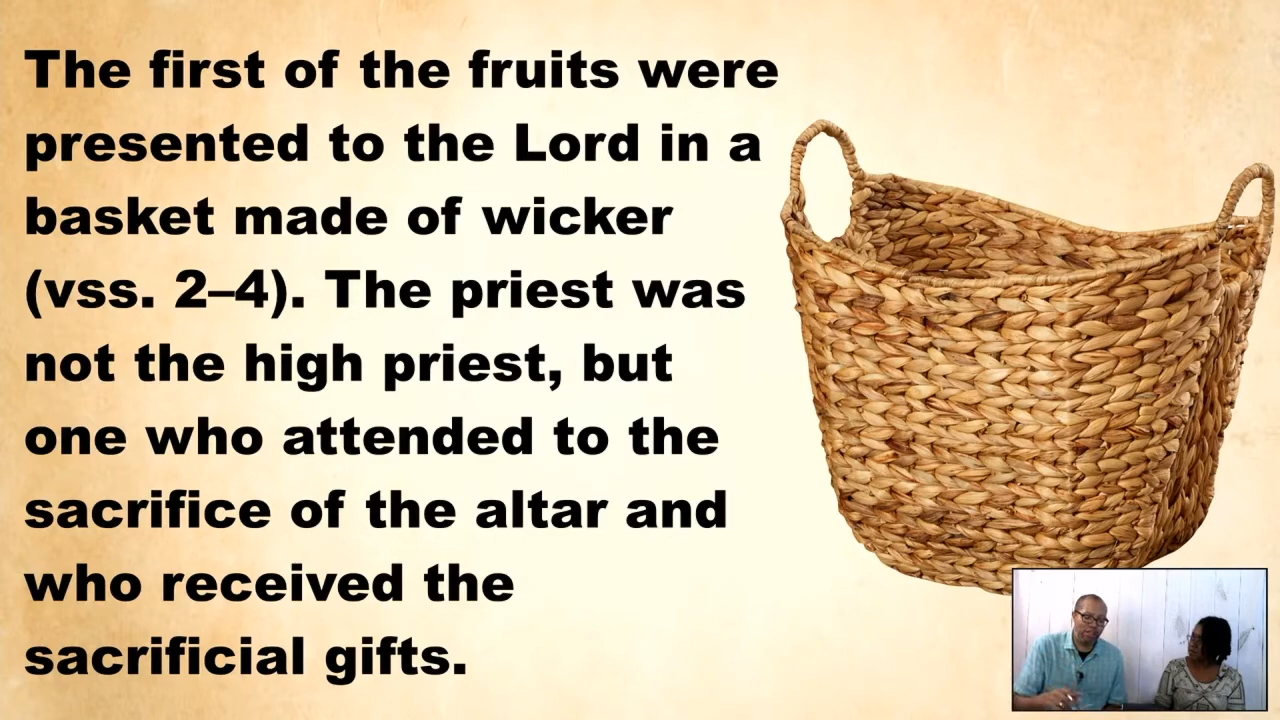 The first of the fruits were
presented to the Lord in a
basket made of wicker
(vss. 2–4). The priest was
not the high priest, but
one who attended to the
sacrifice of the altar and
who received the
sacrificial gifts.